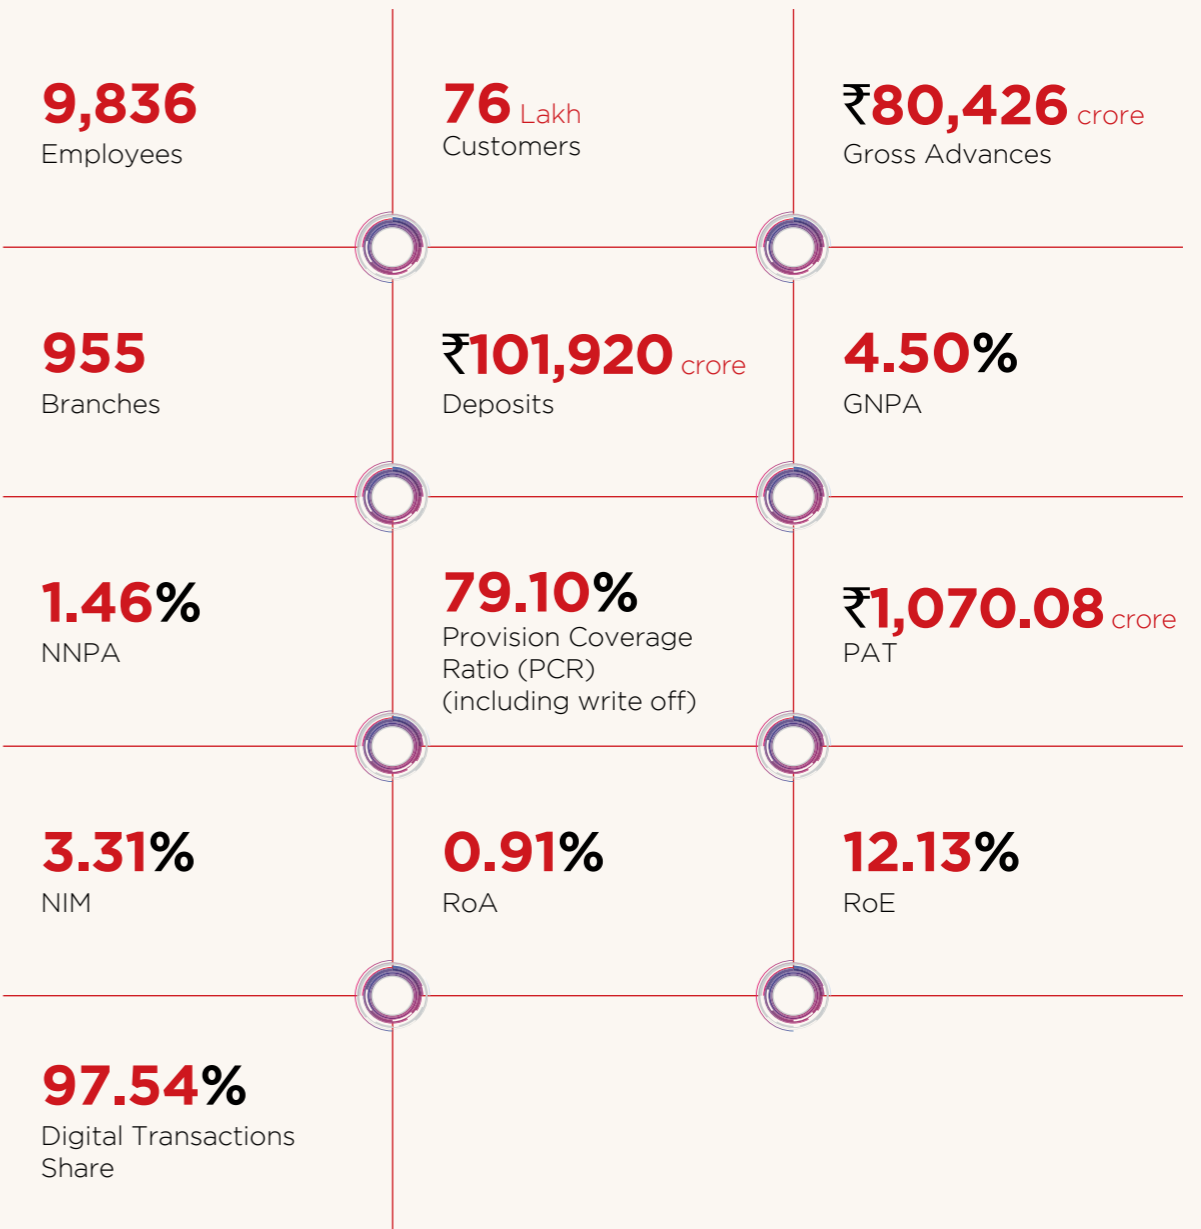 9,836
Employees
76 Lakh
Customers
₹80,426 crore
Gross Advances
955
Branches
₹101,920 crore
Deposits
4.50%
GNPA
1.46%
NNPA
79.10%
Provision Coverage
Ratio (PCR)
(including write off)
₹1,070.08 crore
PAT
3.31%
NIM
0.91%
RoA
12.13%
RoE
97.54%
Digital Transactions
Share